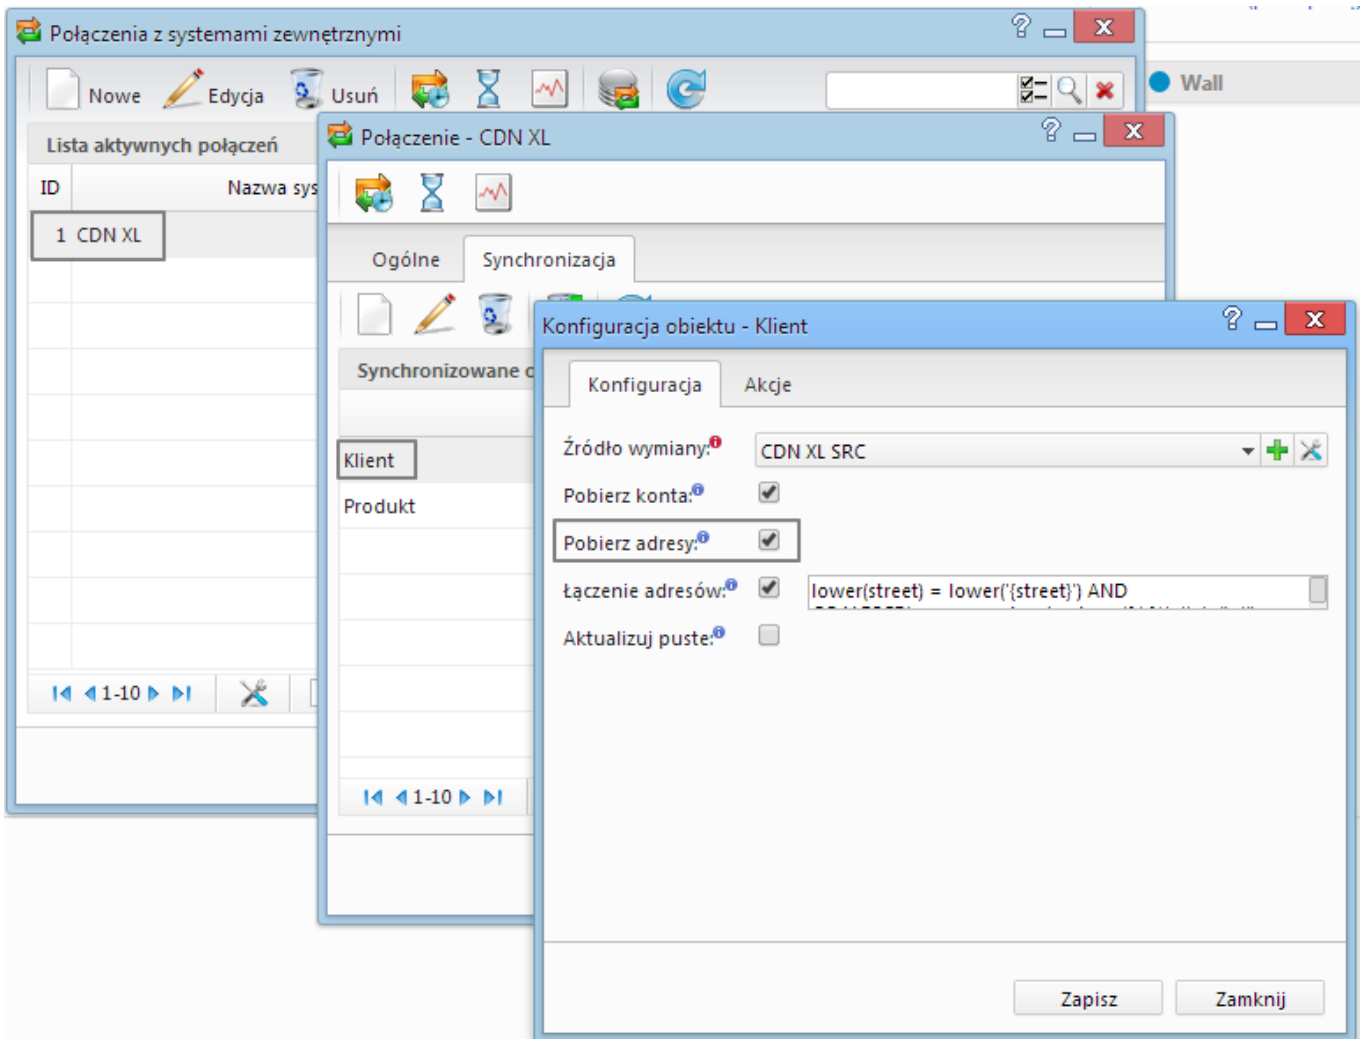 Połączenia z systemami zewnętrznymi
Nowe Edycja Usuń
Wall
Lista aktywnych połączeń
ID Nazwa sys
1 CDN XL
1-10
Połączenie - CDN XL
Ogólne Synchronizacja
Synchronizowane o
Klient
Produkt
1-10
Konfiguracja obiektu - Klient
Konfiguracja Akcje
Źródło wymiany: CDN XL SRC
Pobierz konta:
Pobierz adresy:
Łączenie adresów: lower(street) = lower('{street}') AND
Aktualizuj puste:
Zapisz Zamknij